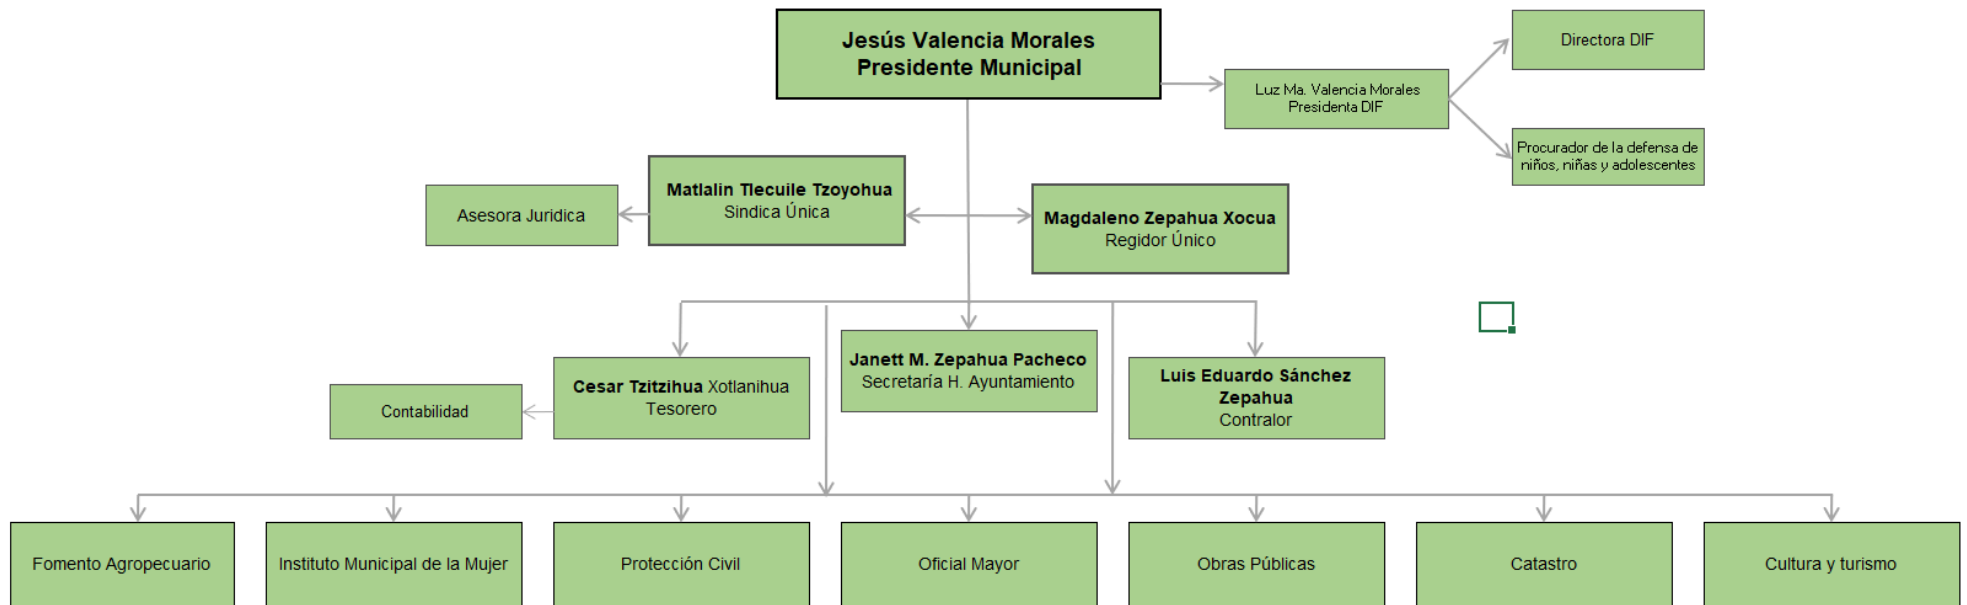 Jesús Valencia Morales
Presidente Municipal
Directora DIF
Luz Ma. Valencia Morales
Presidenta DIF
Procurador de la defensa de
niños, niñas y adolescentes
Matlalin Tlecuile Tzoyohua
Sindica Única
Asesora Juridica
Magdaleno Zepahua Xocua
Regidor Único
Janett M. Zepahua Pacheco
Secretaría H. Ayuntamiento
Cesar Tzitzihua Xotlanihua
Tesorero
Contabilidad
Luis Eduardo Sánchez
Zepahua
Contralor
Fomento Agropecuario
Instituto Municipal de la Mujer
Protección Civil
Oficial Mayor
Obras Públicas
Catastro
Cultura y turismo